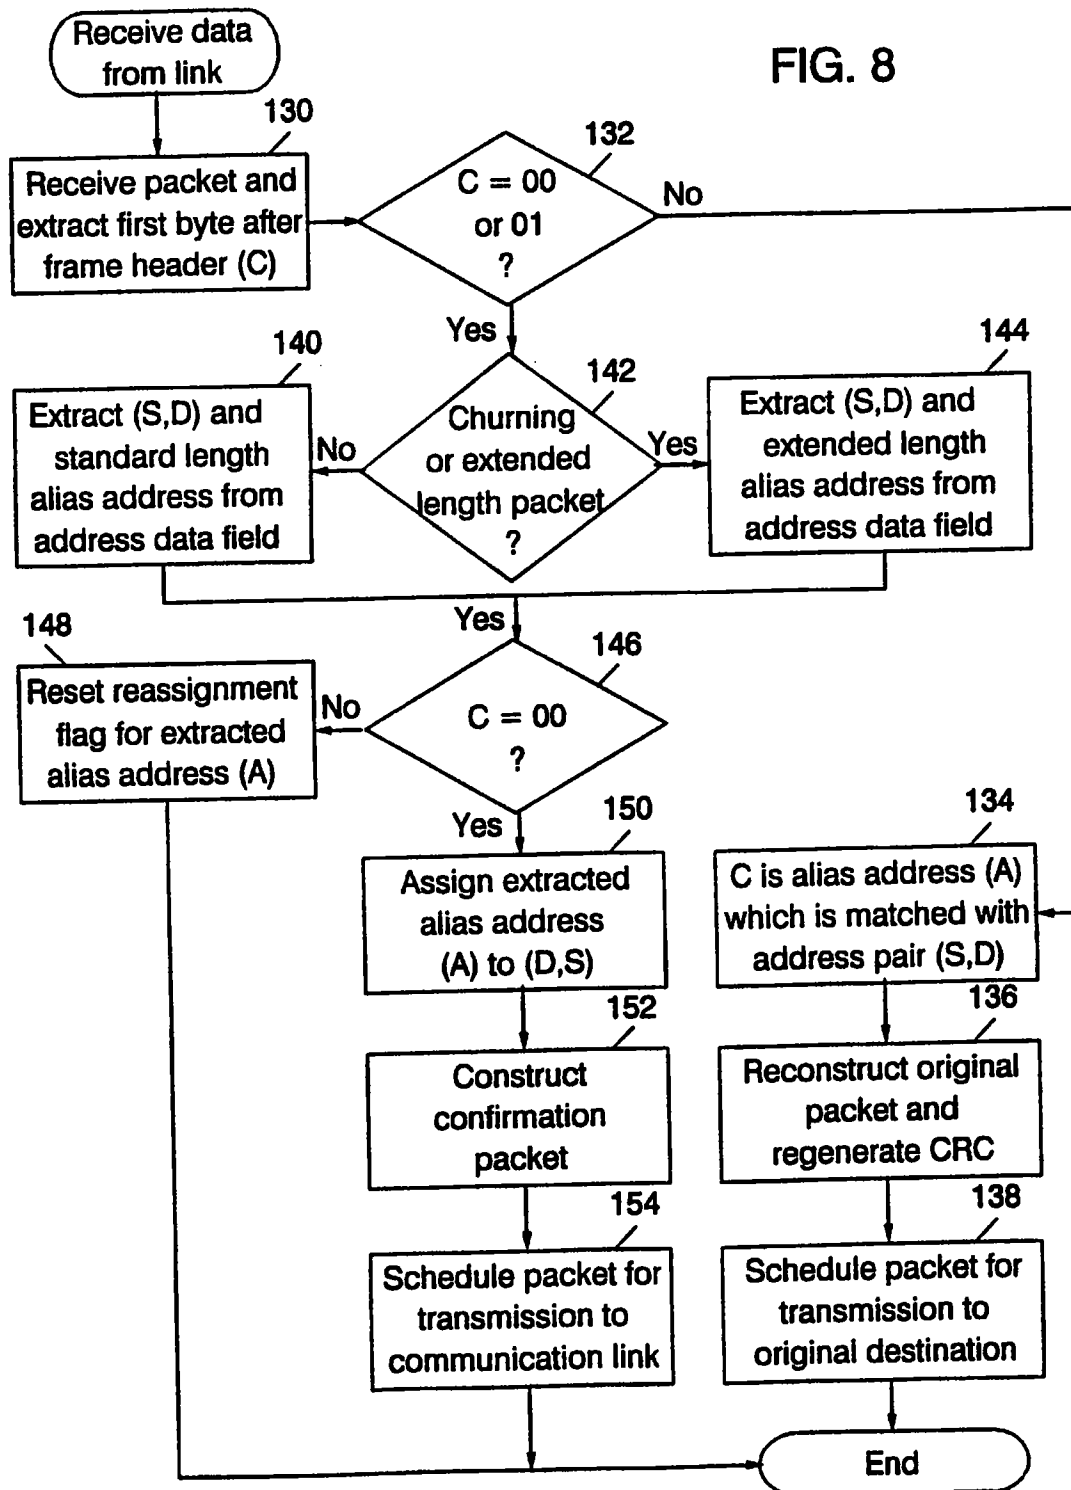 Receive data
from link
FIG. 8
130
Receive packet and
extract first byte after
frame header (C)
132
C = 00
or 01
?
No
Yes
140
Extract (S,D) and
standard length
alias address from
address data field
No
142
Churning
or extended
length packet
?
Yes
144
Extract (S,D) and
extended length
alias address from
address data field
Yes
148
Reset reassignment
flag for extracted
alias address (A)
No
146
C = 00
?
Yes
150
Assign extracted
alias address
(A) to (D,S)
134
C is alias address (A)
which is matched with
address pair (S,D)
152
Construct
confirmation
packet
136
Reconstruct original
packet and
regenerate CRC
154
Schedule packet for
transmission to
communication link
138
Schedule packet for
transmission to
original destination
End